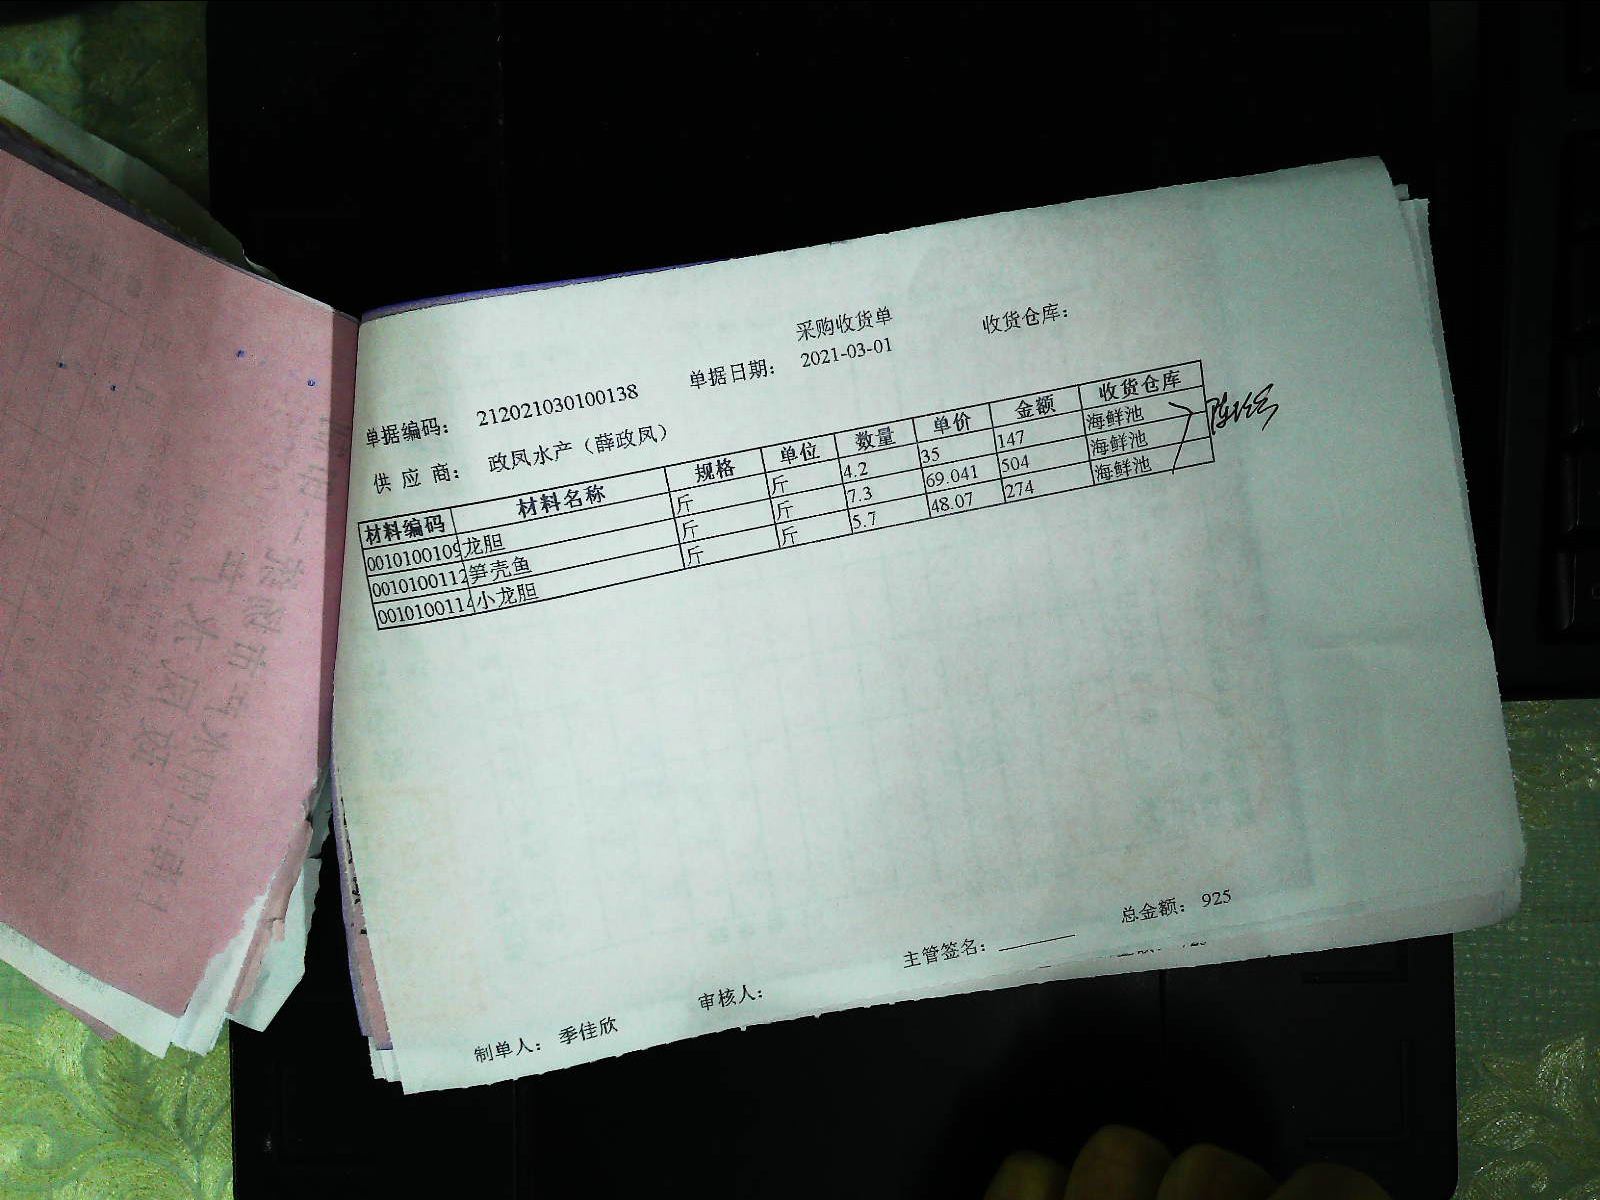 采购收货单
单据编码： 212021030100138 单据日期： 2021-03-01 收货仓库：
供 应 商： 政凤水产（薛政凤）
材料编码 材料名称 规格 单位 数量 单价 金额 收货仓库
0010100109 龙胆 斤 斤 4.2 35 147 海鲜池
0010100112 笋壳鱼 斤 斤 7.3 69.041 504 海鲜池
0010100114 小龙胆 斤 斤 5.7 48.07 274 海鲜池
总金额： 925
制单人： 季佳欣 审核人： 主管签名：